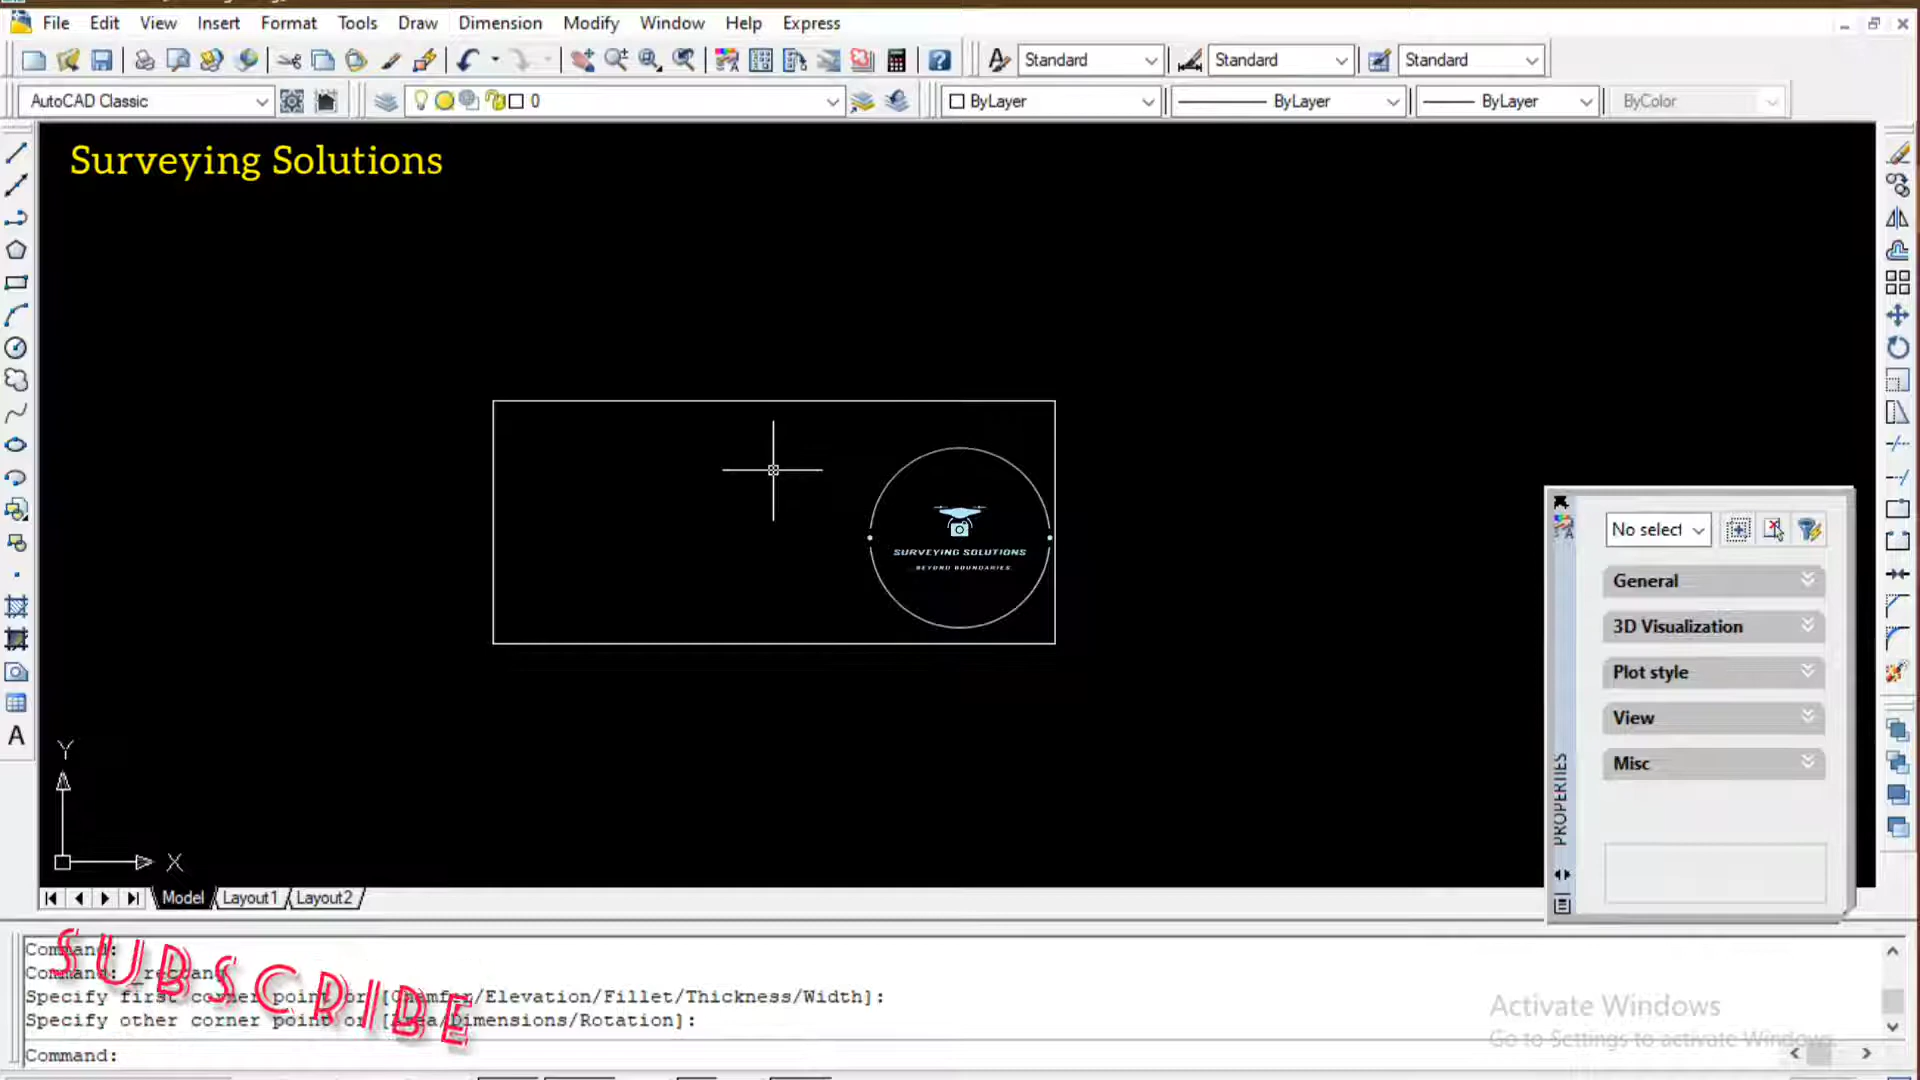 File Edit View Insert Format Tools Draw Dimension Modify Window Help Express
Standard Standard Standard
AutoCAD Classic 0 ByLayer ByLayer ByLayer ByColor
Surveying Solutions
SURVEYING SOLUTIONS
BEYOND BOUNDARIES
No select
General
3D Visualization
Plot style
View
Misc
PROPERTIES
Y
X
A
Model Layout1 Layout2
Command:
Command: _rectang
Specify first corner point or [Chamfer/Elevation/Fillet/Thickness/Width]:
Specify other corner point or [Area/Dimensions/Rotation]:
Command:
SUBSCRIBE
Activate Windows
Go to Settings to activate Windows.